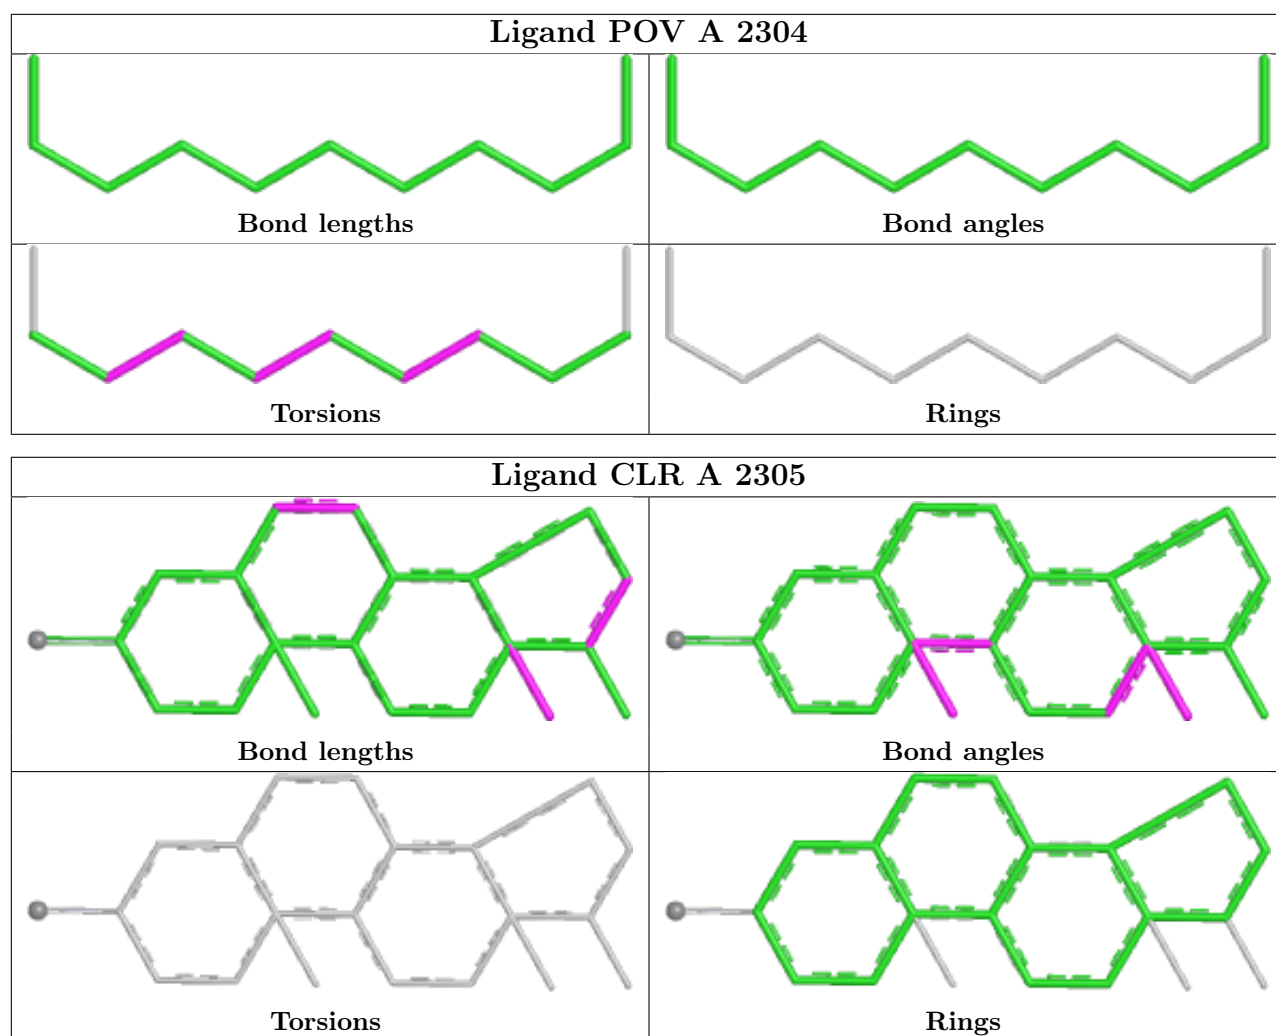 Ligand POV A 2304
Bond lengths
Bond angles
Torsions
Rings
Ligand CLR A 2305
Bond lengths
Bond angles
Torsions
Rings